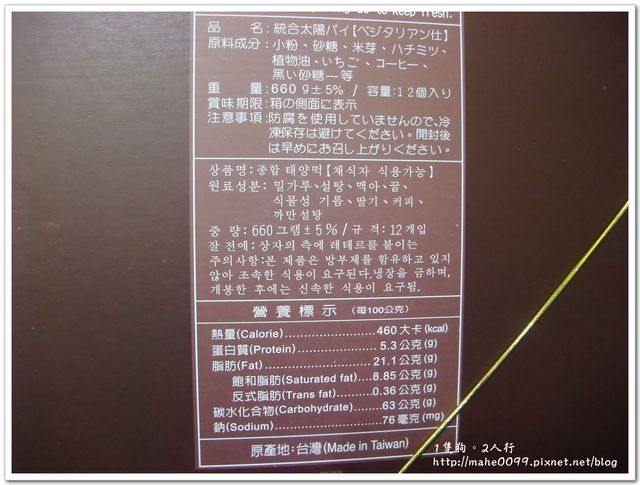 to keep fresh.
品 名:統合太陽パイ【ベジタリアン仕】
原料成分:小粉、砂糖、米芽、ハチミツ、
植物油、いちご、コーヒー、
黒い砂糖一等
重 量:660g±5%/容量:12個入り
賞味期限:箱の側面に表示
注意事項:防腐を使用していませんので、冷
凍保存は避けてください。開封後
は早めにお召し上がりください。
상품명:종합 태양떡【채식자 식용가능】
원료성분:밀가루、설탕、맥아、꿀、
식물성 기름、딸기、커피、
까만설탕
중 량:660그램±5%/규 격:12개입
잘 전에:상자의 측에 레테르를 붙이는
주의사항:본 제품은 방부제를 함유하고 있지
않아 조속한 식용이 요구된다.냉장을 금하며,
개봉한 후에는 신속한 식용이 요구됨.
營養標示 (每100公克)
熱量(Calorie)..................460 大卡(kcal)
蛋白質(Protein)..................5.3 公克(g)
脂肪(Fat)..................21.1 公克(g)
飽和脂肪(Saturated fat)....8.85 公克(g)
反式脂肪(Trans fat)..........0.36 公克(g)
碳水化合物(Carbohydrate)......63 公克(g)
鈉(Sodium)..................76 毫克(mg)
原產地:台灣(Made in Taiwan)
1隻狗。2人行
http://mahe0099.pixnet.net/blog